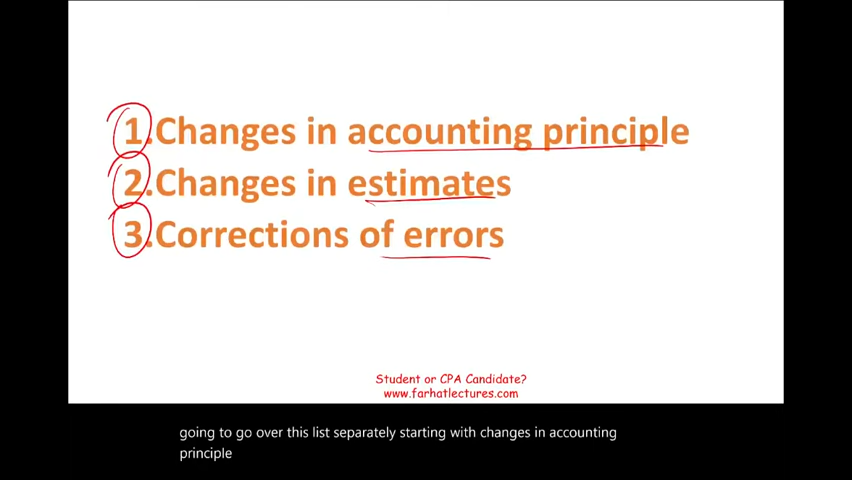 1.Changes in accounting principle
2.Changes in estimates
3.Corrections of errors
Student or CPA Candidate?
www.farhatlectures.com
going to go over this list separately starting with changes in accounting
principle